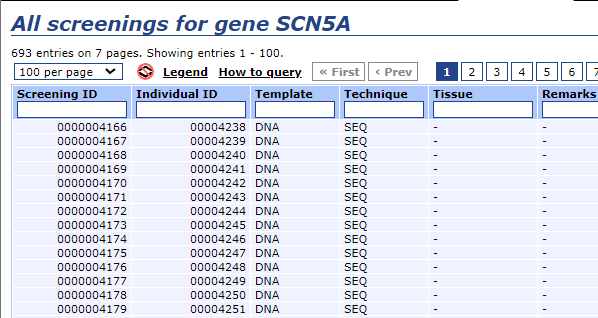 All screenings for gene SCN5A
693 entries on 7 pages. Showing entries 1 - 100.
100 per page Legend How to query « First ‹ Prev 1 2 3 4 5 6 7
Screening ID Individual ID Template Technique Tissue Remarks
0000004166 00004238 DNA SEQ - -
0000004167 00004239 DNA SEQ - -
0000004168 00004240 DNA SEQ - -
0000004169 00004241 DNA SEQ - -
0000004170 00004242 DNA SEQ - -
0000004171 00004243 DNA SEQ - -
0000004172 00004244 DNA SEQ - -
0000004173 00004245 DNA SEQ - -
0000004174 00004246 DNA SEQ - -
0000004175 00004247 DNA SEQ - -
0000004176 00004248 DNA SEQ - -
0000004177 00004249 DNA SEQ - -
0000004178 00004250 DNA SEQ - -
0000004179 00004251 DNA SEQ - -